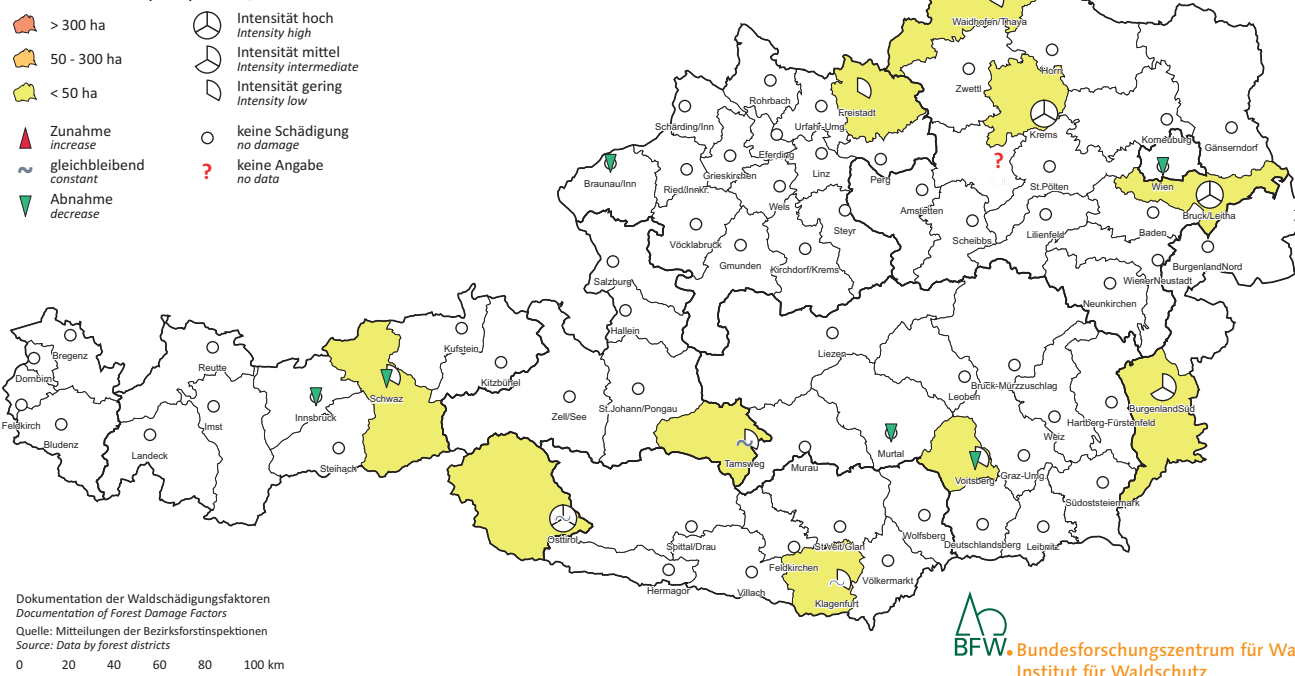 > 300 ha
50 - 300 ha
< 50 ha
Zunahme
increase
gleichbleibend
constant
Abnahme
decrease
Intensität hoch
Intensity high
Intensität mittel
Intensity intermediate
Intensität gering
Intensity low
keine Schädigung
no damage
?
keine Angabe
no data
Waidhofen/Thaya
Horn
Zwettl
Rohrbach
Freistadt
Krems
Schärding/Inn
Urfahr-Umg.
Korneuburg
Gänserndorf
Eferding
Grieskirchen
Linz
Perg
?
St.Pölten
Wien
Braunau/Inn
Ried/Innkr.
Wels
Amstetten
Bruck/Leitha
Steyr
Scheibbs
Lilienfeld
Baden
Vöcklabruck
Gmunden
Kirchdorf/Krems
BurgenlandNord
Salzburg
WienerNeustadt
Neunkirchen
Hallein
Liezen
Bregenz
Kufstein
Reutte
Dornbirn
Kitzbühel
Bruck-Mürzzuschlag
Leoben
Schwaz
Zell/See
St.Johann/Pongau
BurgenlandSüd
Feldkirch
Innsbruck
Imst
Hartberg-Fürstenfeld
Bludenz
Weiz
Landeck
Steinach
Tamsweg
Murau
Murtal
Voitsberg
Graz-Umg.
Südoststeiermark
Osttirol
Spittal/Drau
St.Veit/Glan
Wolfsberg
Deutschlandsberg
Leibnitz
Feldkirchen
Hermagor
Villach
Völkermarkt
Klagenfurt
Dokumentation der Waldschädigungsfaktoren
Documentation of Forest Damage Factors
Quelle: Mitteilungen der Bezirksforstinspektionen
Source: Data by forest districts
0 20 40 60 80 100 km
BFW.
Bundesforschungszentrum für Wa
Institut für Waldschutz